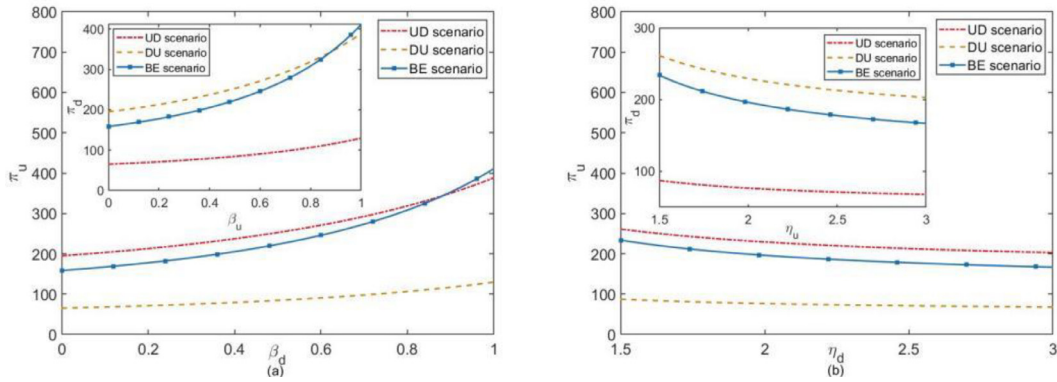 800
700
600
500
400
300
200
100
0
π_u
0
0.2
0.4
0.6
0.8
1
β_d
(a)
UD scenario
DU scenario
BE scenario
400
300
200
100
0
π_d
0
0.2
0.4
0.6
0.8
1
β_u
UD scenario
DU scenario
BE scenario
800
700
600
500
400
300
200
100
0
π_u
1.5
2
2.5
3
η_d
(b)
UD scenario
DU scenario
BE scenario
300
200
100
π_d
1.5
2
2.5
3
η_u
UD scenario
DU scenario
BE scenario